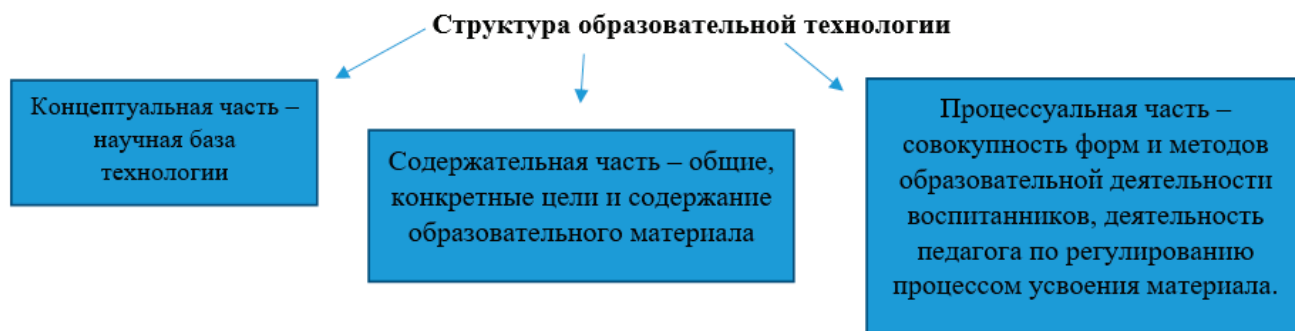 Структура образовательной технологии
Концептуальная часть –
научная база
технологии
Содержательная часть – общие,
конкретные цели и содержание
образовательного материала
Процессуальная часть –
совокупность форм и методов
образовательной деятельности
воспитанников, деятельность
педагога по регулированию
процессом усвоения материала.